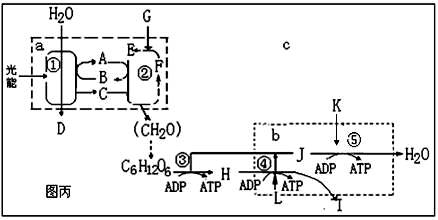 H₂O G
a c
① A E
光能 B ② F
C K
D (CH₂O) b
③ ④ J ⑤ H₂O
C₆H₁₂O₆ H ADP ATP
ADP ATP ADP ATP
L I
图丙